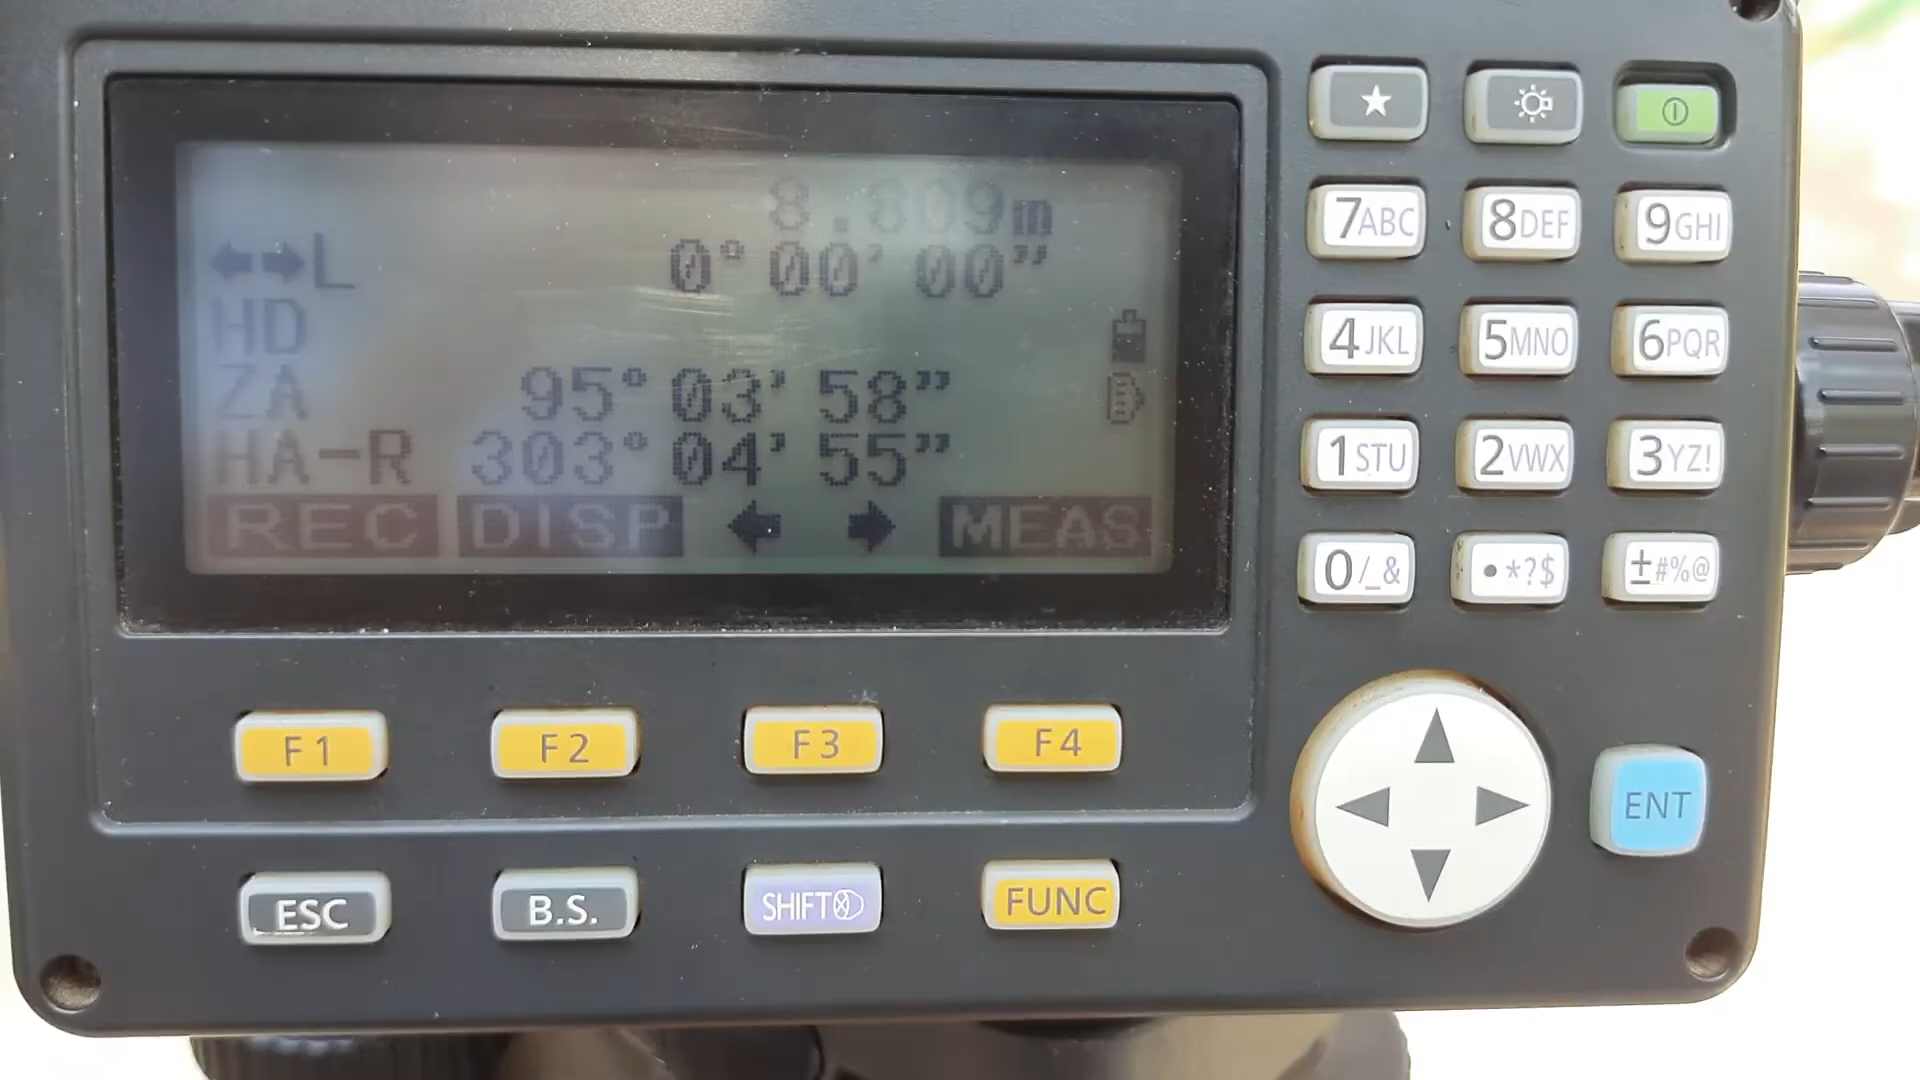 8.809m
←→L 0°00'00"
HD
ZA 95°03'58"
HA-R 303°04'55"
REC DISP ← → MEAS
★
7ABC 8DEF 9GHI
4JKL 5MNO 6PQR
1STU 2VWX 3YZ!
0/_& •*?$ ±#%@
F1 F2 F3 F4
ESC B.S. SHIFT FUNC
ENT